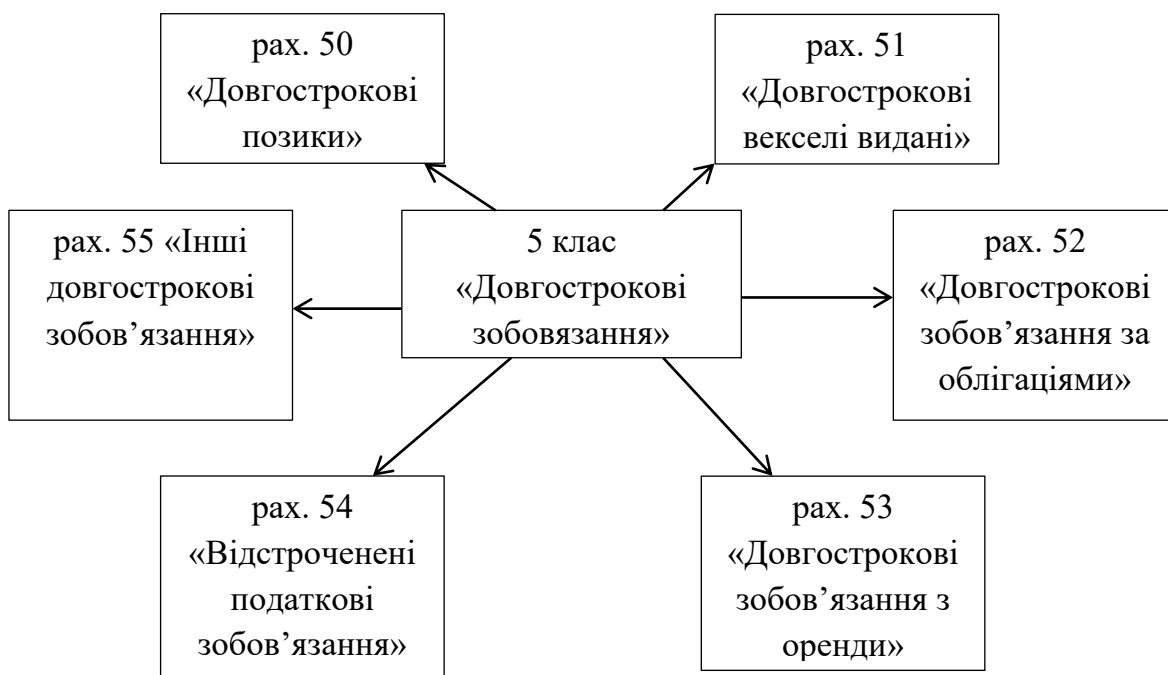 рах. 50
«Довгострокові
позики»
рах. 51
«Довгострокові
векселі видані»
рах. 55 «Інші
довгострокові
зобов’язання»
5 клас
«Довгострокові
зобовязання»
рах. 52
«Довгострокові
зобов’язання за
облігаціями»
рах. 54
«Відстроченені
податкові
зобов’язання»
рах. 53
«Довгострокові
зобов’язання з
оренди»